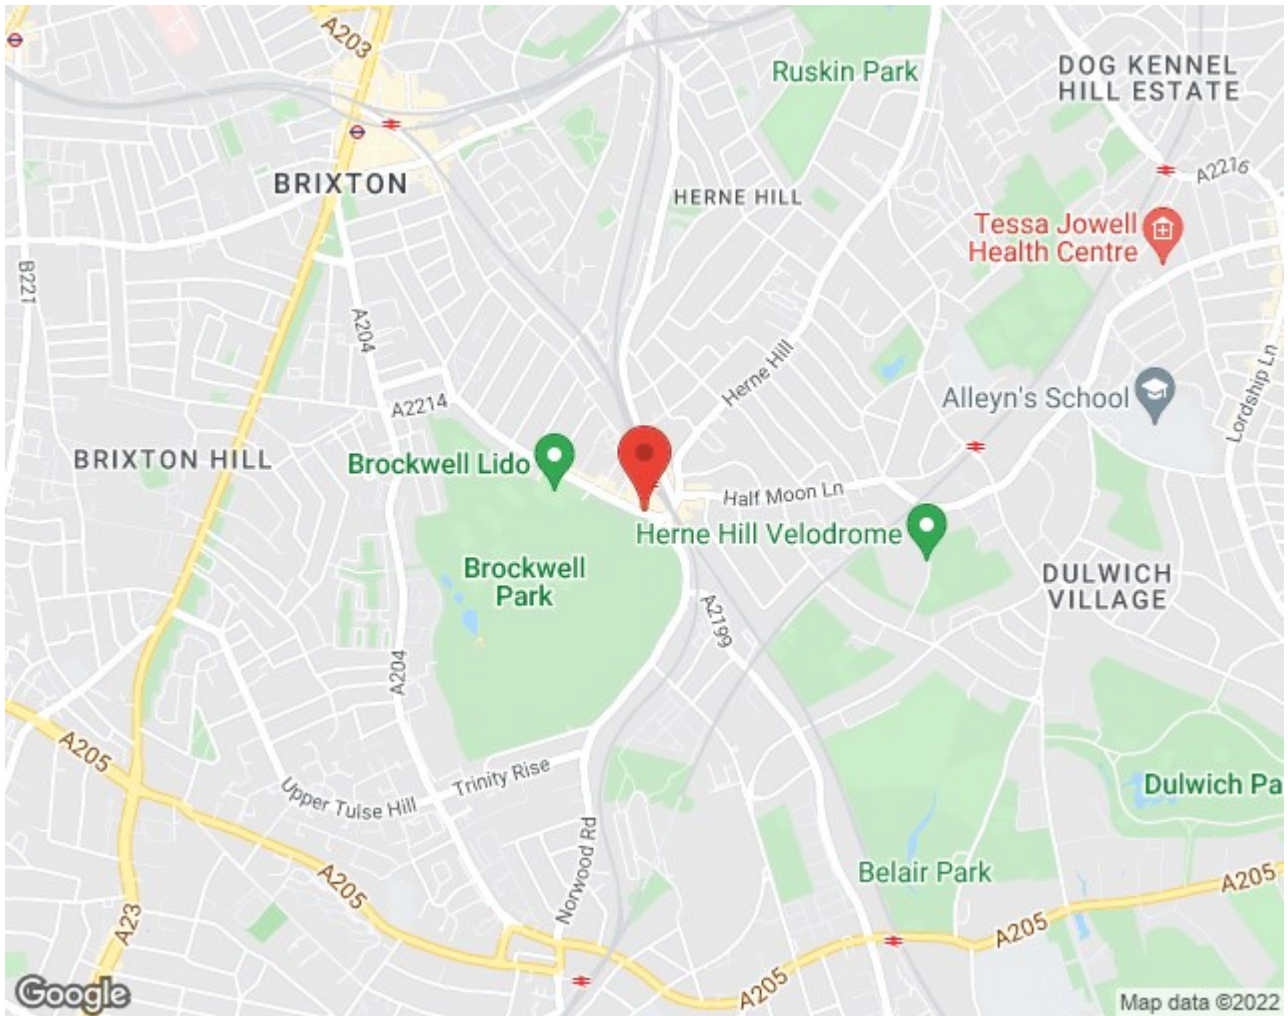 A203
Ruskin Park
DOG KENNEL
HILL ESTATE
BRIXTON
A2216
HERNE HILL
Tessa Jowell
Health Centre
B221
A204
Herne Hill
A2214
Alleyn's School
Lordship Ln
BRIXTON HILL
Brockwell Lido
Half Moon Ln
Herne Hill Velodrome
Brockwell
Park
DULWICH
VILLAGE
A2199
A204
A205
Trinity Rise
Upper Tulse Hill
Dulwich Pa
Norwood Rd
Belair Park
A205
A205
A23
A205
A205
Google
Map data ©2022